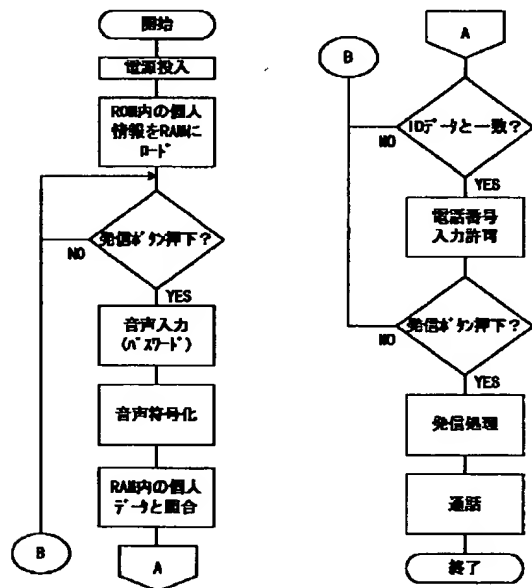 開始
電源投入
ROM内の個人
情報をRAMに
ロード
発信ボタン押下？
NO
YES
音声入力
(パスワード)
音声符号化
RAM内の個人
データと照合
B
A
A
B
IDデータと一致？
NO
YES
電話番号
入力許可
発信ボタン押下？
NO
YES
発信処理
通話
終了